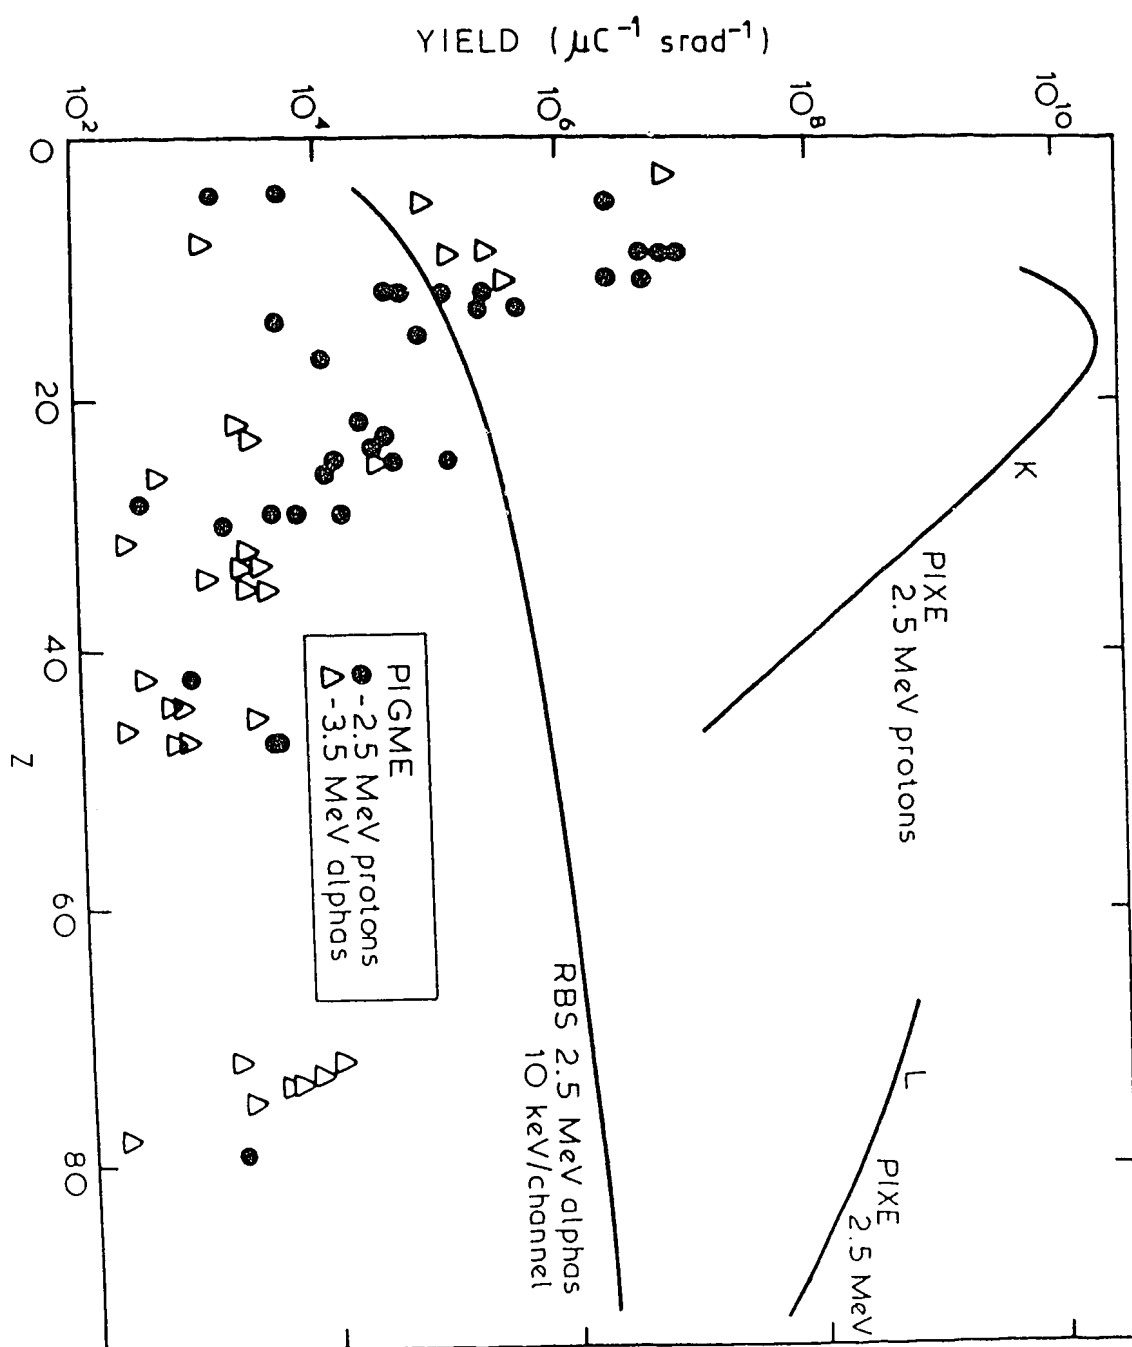 YIELD (μC⁻¹ srad⁻¹)
10²
10⁴
10⁶
10⁸
10¹⁰
0
20
40
60
80
Z
K
PIXE
2.5 MeV protons
L
PIXE
2.5 MeV
RBS 2.5 MeV alphas
10 keV/channel
PIGME
●-2.5 MeV protons
△-3.5 MeV alphas